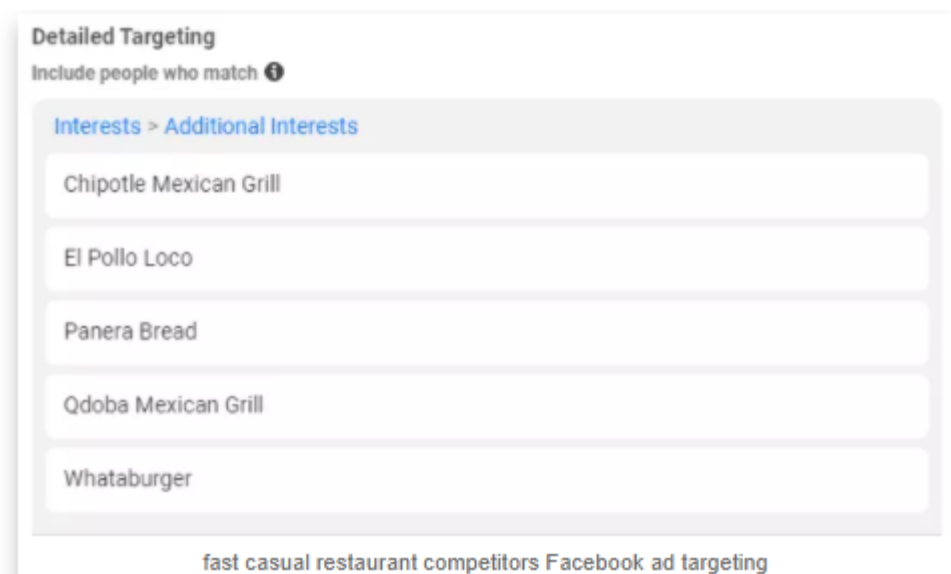 Detailed Targeting
Include people who match
Interests > Additional Interests
Chipotle Mexican Grill
El Pollo Loco
Panera Bread
Qdoba Mexican Grill
Whataburger
fast casual restaurant competitors Facebook ad targeting